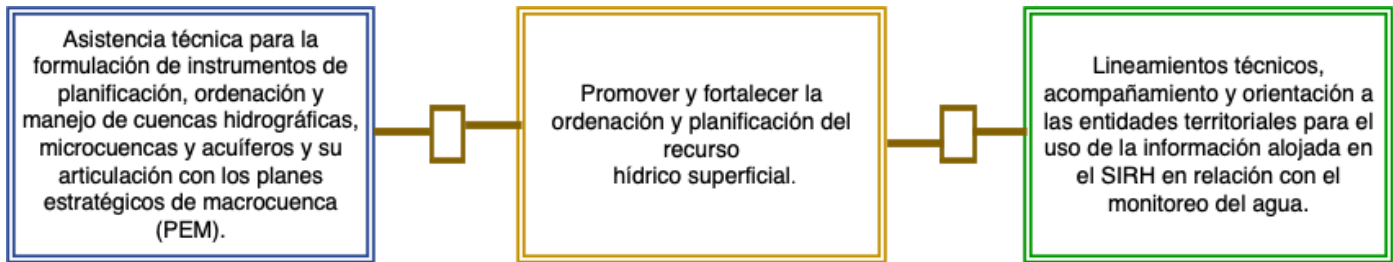 Asistencia técnica para la
formulación de instrumentos de
planificación, ordenación y
manejo de cuencas hidrográficas,
microcuencas y acuíferos y su
articulación con los planes
estratégicos de macrocuenca
(PEM).
Promover y fortalecer la
ordenación y planificación del
recurso
hídrico superficial.
Lineamientos técnicos,
acompañamiento y orientación a
las entidades territoriales para el
uso de la información alojada en
el SIRH en relación con el
monitoreo del agua.